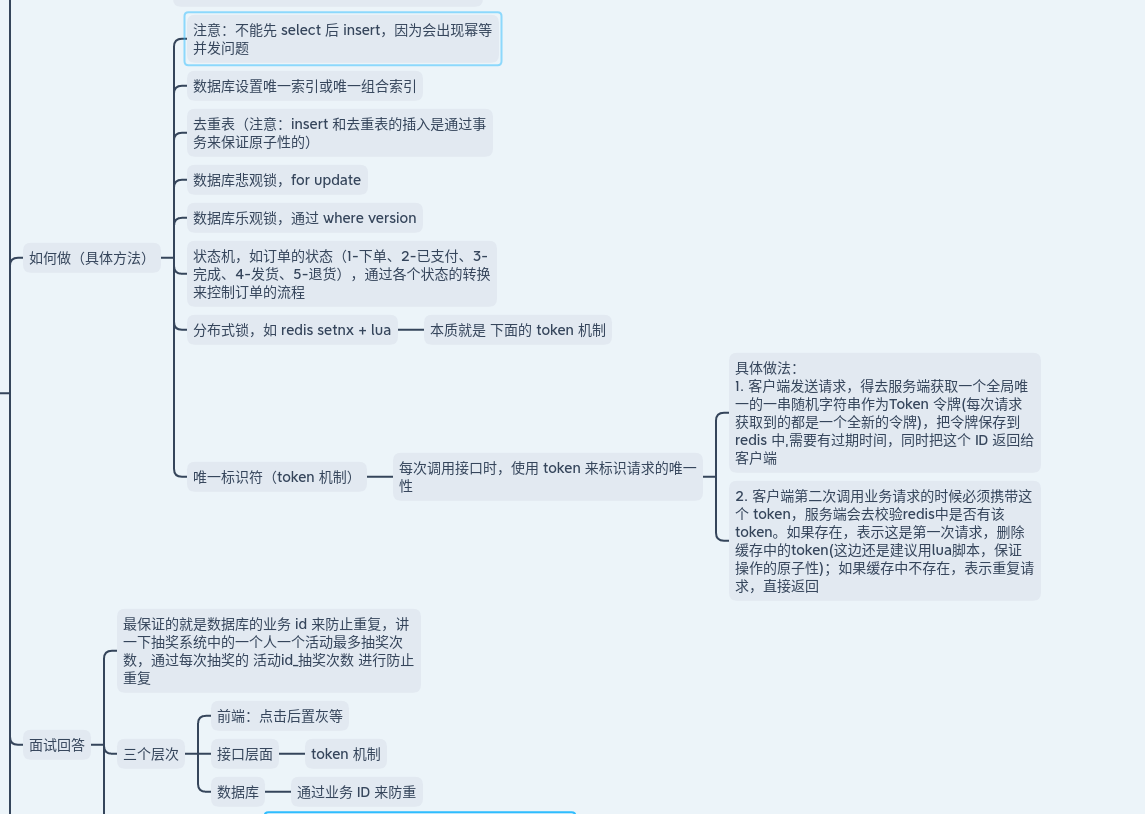 注意：不能先 select 后 insert，因为会出现幂等
并发问题
数据库设置唯一索引或唯一组合索引
去重表（注意：insert 和去重表的插入是通过事
务来保证原子性的）
数据库悲观锁，for update
数据库乐观锁，通过 where version
如何做（具体方法）
状态机，如订单的状态（1-下单、2-已支付、3-
完成、4-发货、5-退货），通过各个状态的转换
来控制订单的流程
分布式锁，如 redis setnx + lua
本质就是 下面的 token 机制
唯一标识符（token 机制）
每次调用接口时，使用 token 来标识请求的唯一
性
具体做法：
1. 客户端发送请求，得去服务端获取一个全局唯
一的一串随机字符串作为Token 令牌(每次请求
获取到的都是一个全新的令牌)，把令牌保存到
redis 中,需要有过期时间，同时把这个 ID 返回给
客户端
2. 客户端第二次调用业务请求的时候必须携带这
个 token，服务端会去校验redis中是否有该
token。如果存在，表示这是第一次请求，删除
缓存中的token(这边还是建议用lua脚本，保证
操作的原子性)；如果缓存中不存在，表示重复请
求，直接返回
面试回答
最保证的就是数据库的业务 id 来防止重复，讲
一下抽奖系统中的一个人一个活动最多抽奖次
数，通过每次抽奖的 活动id_抽奖次数 进行防止
重复
三个层次
前端：点击后置灰等
接口层面
token 机制
数据库
通过业务 ID 来防重